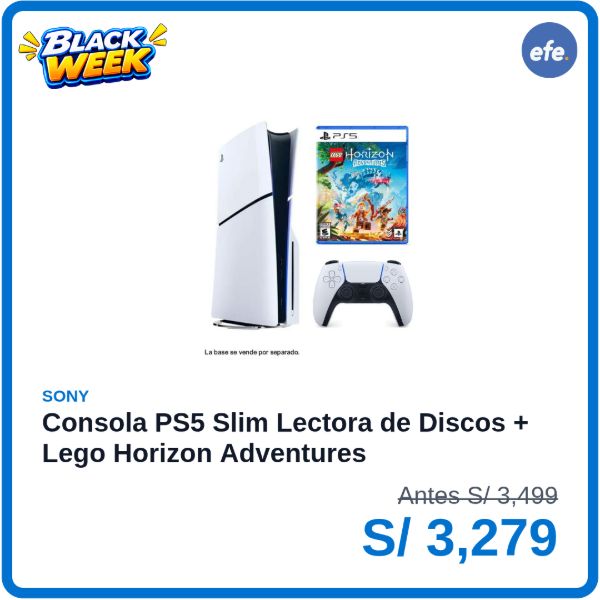 BLACK
WEEK
efe.
PS5
LEGO HORIZON
ADVENTURES
La base se vende por separado.
SONY
Consola PS5 Slim Lectora de Discos +
Lego Horizon Adventures
Antes S/ 3,499
S/ 3,279